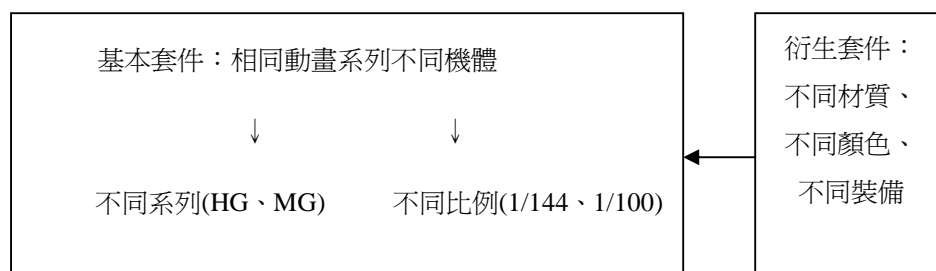 基本套件：相同動畫系列不同機體
↓ ↓
不同系列(HG、MG) 不同比例(1/144、1/100)
衍生套件：
不同材質、
不同顏色、
不同裝備